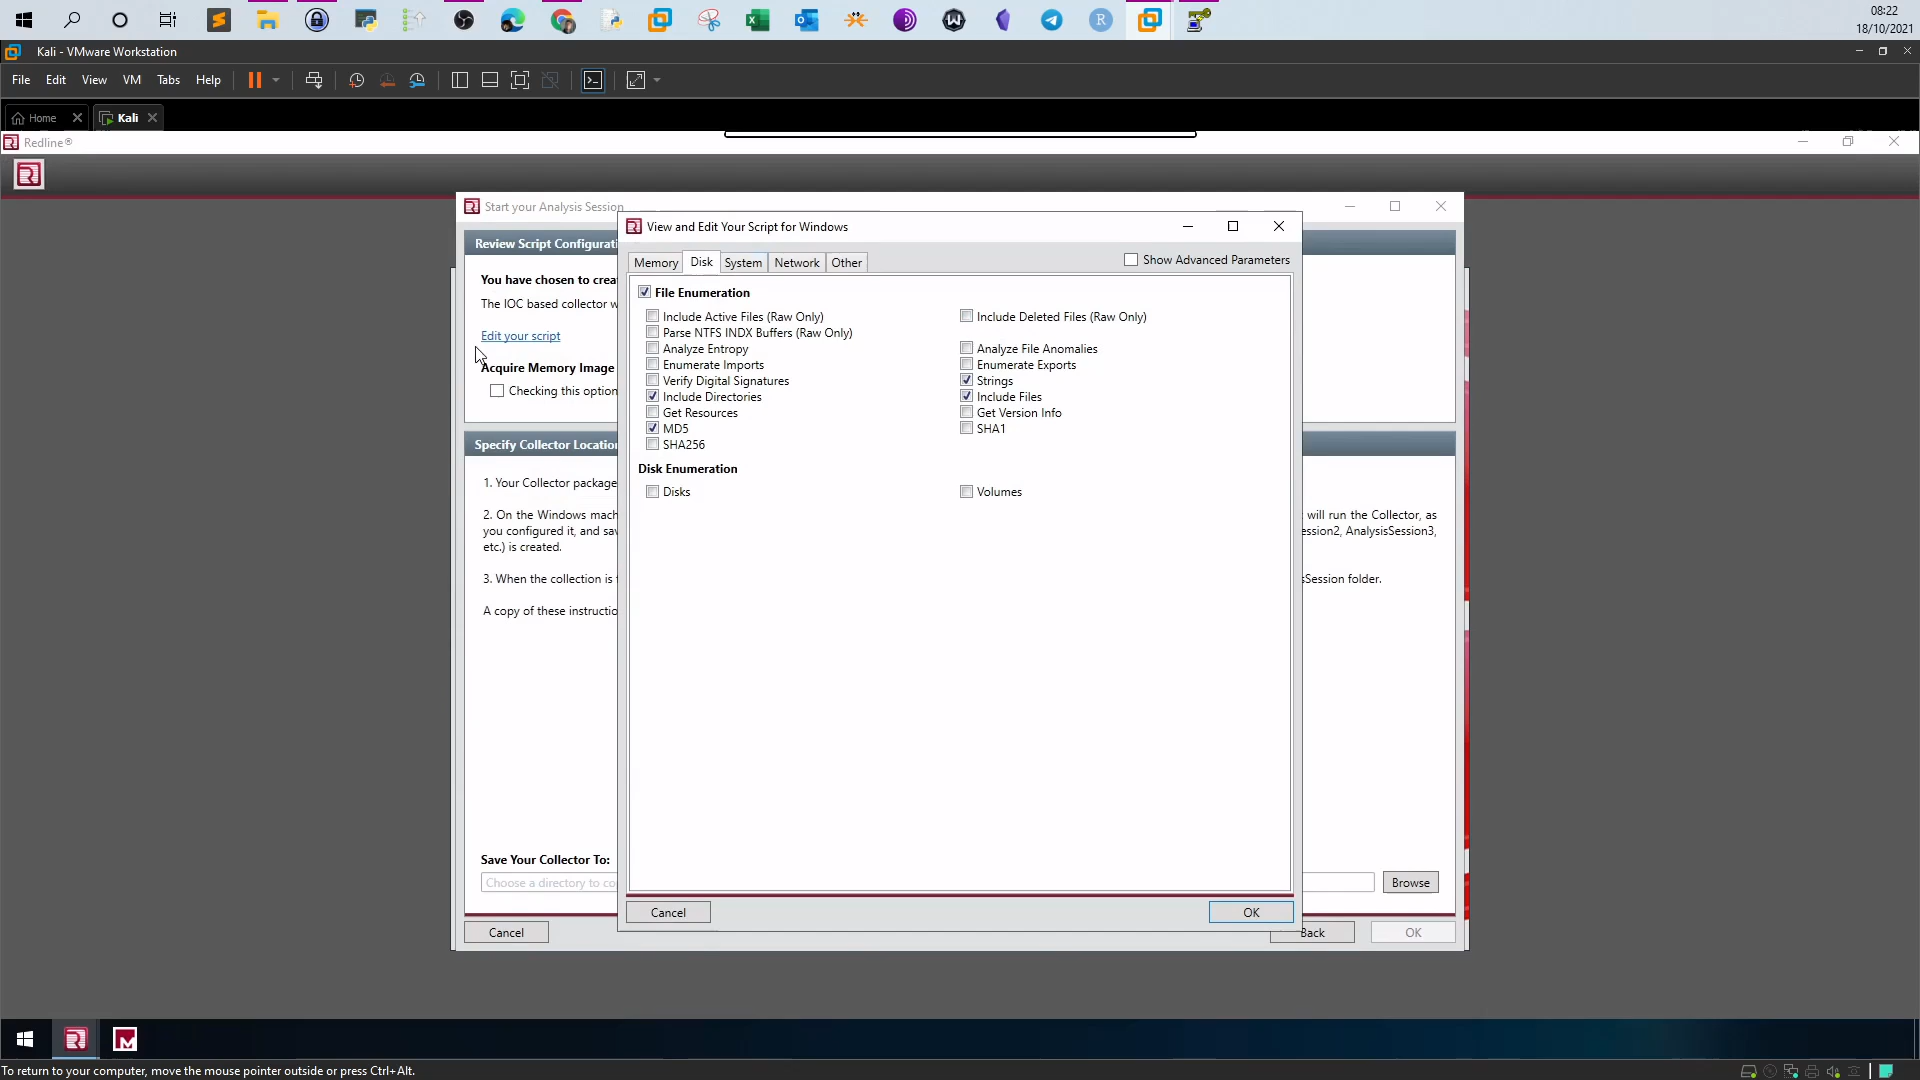 08:22
18/10/2021
Kali - VMware Workstation
File Edit View VM Tabs Help
Home Kali
Redline®
Start your Analysis Session
View and Edit Your Script for Windows
Review Script Configurati
Memory Disk System Network Other Show Advanced Parameters
You have chosen to crea
The IOC based collector w
Edit your script
Acquire Memory Image
Checking this option
File Enumeration
Include Active Files (Raw Only) Include Deleted Files (Raw Only)
Parse NTFS INDX Buffers (Raw Only)
Analyze Entropy Analyze File Anomalies
Enumerate Imports Enumerate Exports
Verify Digital Signatures Strings
Include Directories Include Files
Get Resources Get Version Info
MD5 SHA1
SHA256
Disk Enumeration
Disks Volumes
Specify Collector Location
1. Your Collector package
2. On the Windows mach will run the Collector, as
you configured it, and sav ession2, AnalysisSession3,
etc.) is created.
3. When the collection is sSession folder.
A copy of these instructio
Save Your Collector To:
Choose a directory to co Browse
Cancel OK
Cancel Back OK
To return to your computer, move the mouse pointer outside or press Ctrl+Alt.